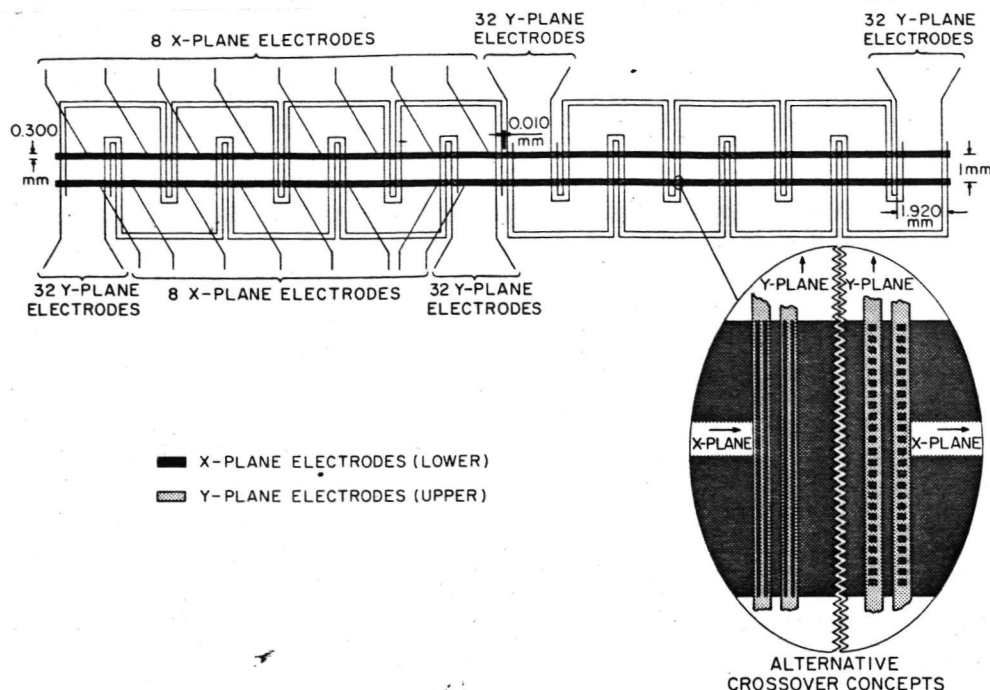 32 Y-PLANE
ELECTRODES
32 Y-PLANE
ELECTRODES
8 X-PLANE ELECTRODES
0.300
mm
0.010
mm
1mm
1.920
mm
32 Y-PLANE
ELECTRODES
8 X-PLANE ELECTRODES
32 Y-PLANE
ELECTRODES
Y-PLANE
Y-PLANE
X-PLANE
X-PLANE
X-PLANE ELECTRODES (LOWER)
Y-PLANE ELECTRODES (UPPER)
ALTERNATIVE
CROSSOVER CONCEPTS